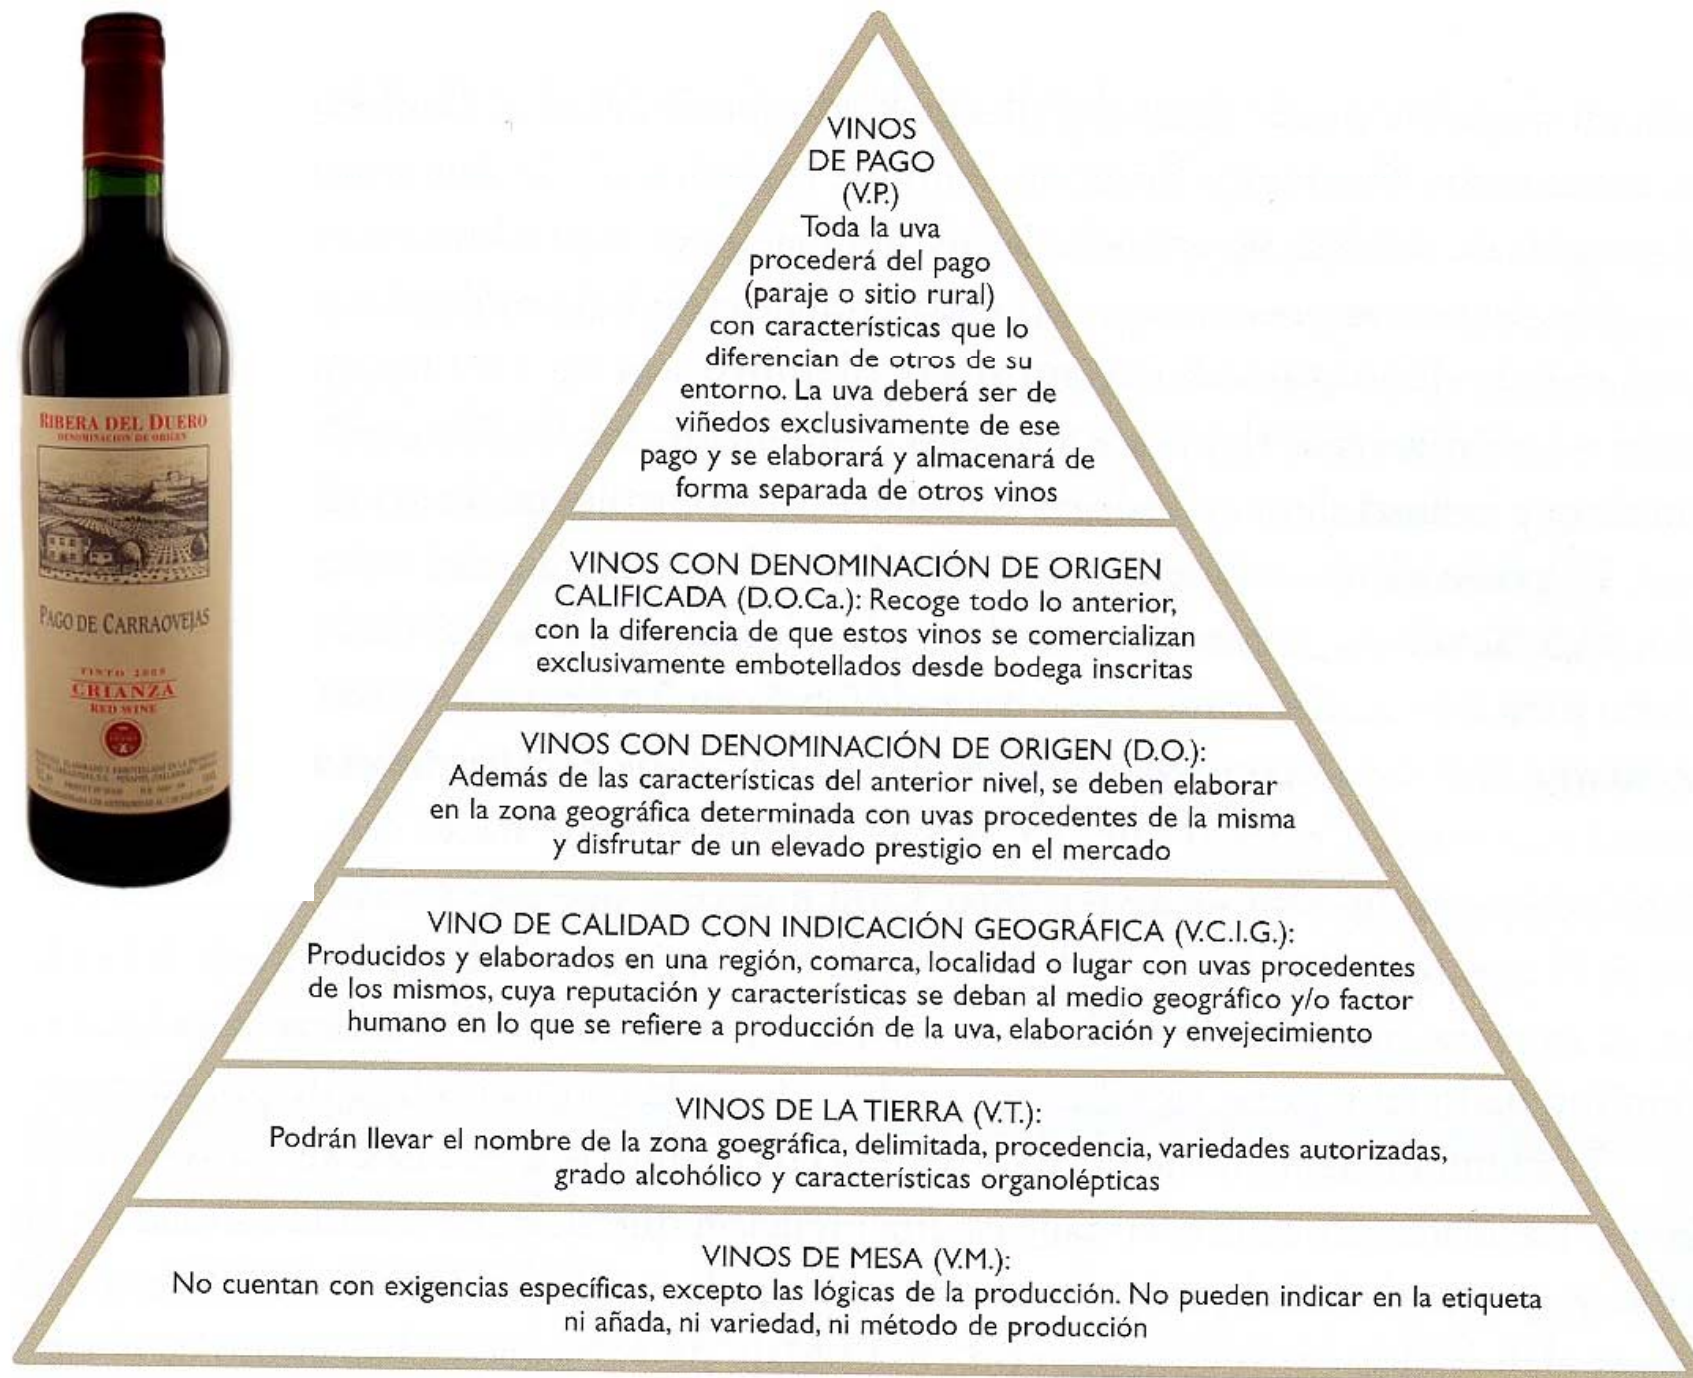 RIBERA DEL DUERO
DENOMINACION DE ORIGEN
PAGO DE CARRAOVEJAS
TINTO
CRIANZA
RED WINE
VINOS
DE PAGO
(V.P.)
Toda la uva
procederá del pago
(paraje o sitio rural)
con características que lo
diferencian de otros de su
entorno. La uva deberá ser de
viñedos exclusivamente de ese
pago y se elaborará y almacenará de
forma separada de otros vinos
VINOS CON DENOMINACIÓN DE ORIGEN
CALIFICADA (D.O.Ca.): Recoge todo lo anterior,
con la diferencia de que estos vinos se comercializan
exclusivamente embotellados desde bodega inscritas
VINOS CON DENOMINACIÓN DE ORIGEN (D.O.):
Además de las características del anterior nivel, se deben elaborar
en la zona geográfica determinada con uvas procedentes de la misma
y disfrutar de un elevado prestigio en el mercado
VINO DE CALIDAD CON INDICACIÓN GEOGRÁFICA (V.C.I.G.):
Producidos y elaborados en una región, comarca, localidad o lugar con uvas procedentes
de los mismos, cuya reputación y características se deban al medio geográfico y/o factor
humano en lo que se refiere a producción de la uva, elaboración y envejecimiento
VINOS DE LA TIERRA (V.T.):
Podrán llevar el nombre de la zona goegráfica, delimitada, procedencia, variedades autorizadas,
grado alcohólico y características organolépticas
VINOS DE MESA (V.M.):
No cuentan con exigencias específicas, excepto las lógicas de la producción. No pueden indicar en la etiqueta
ni añada, ni variedad, ni método de producción